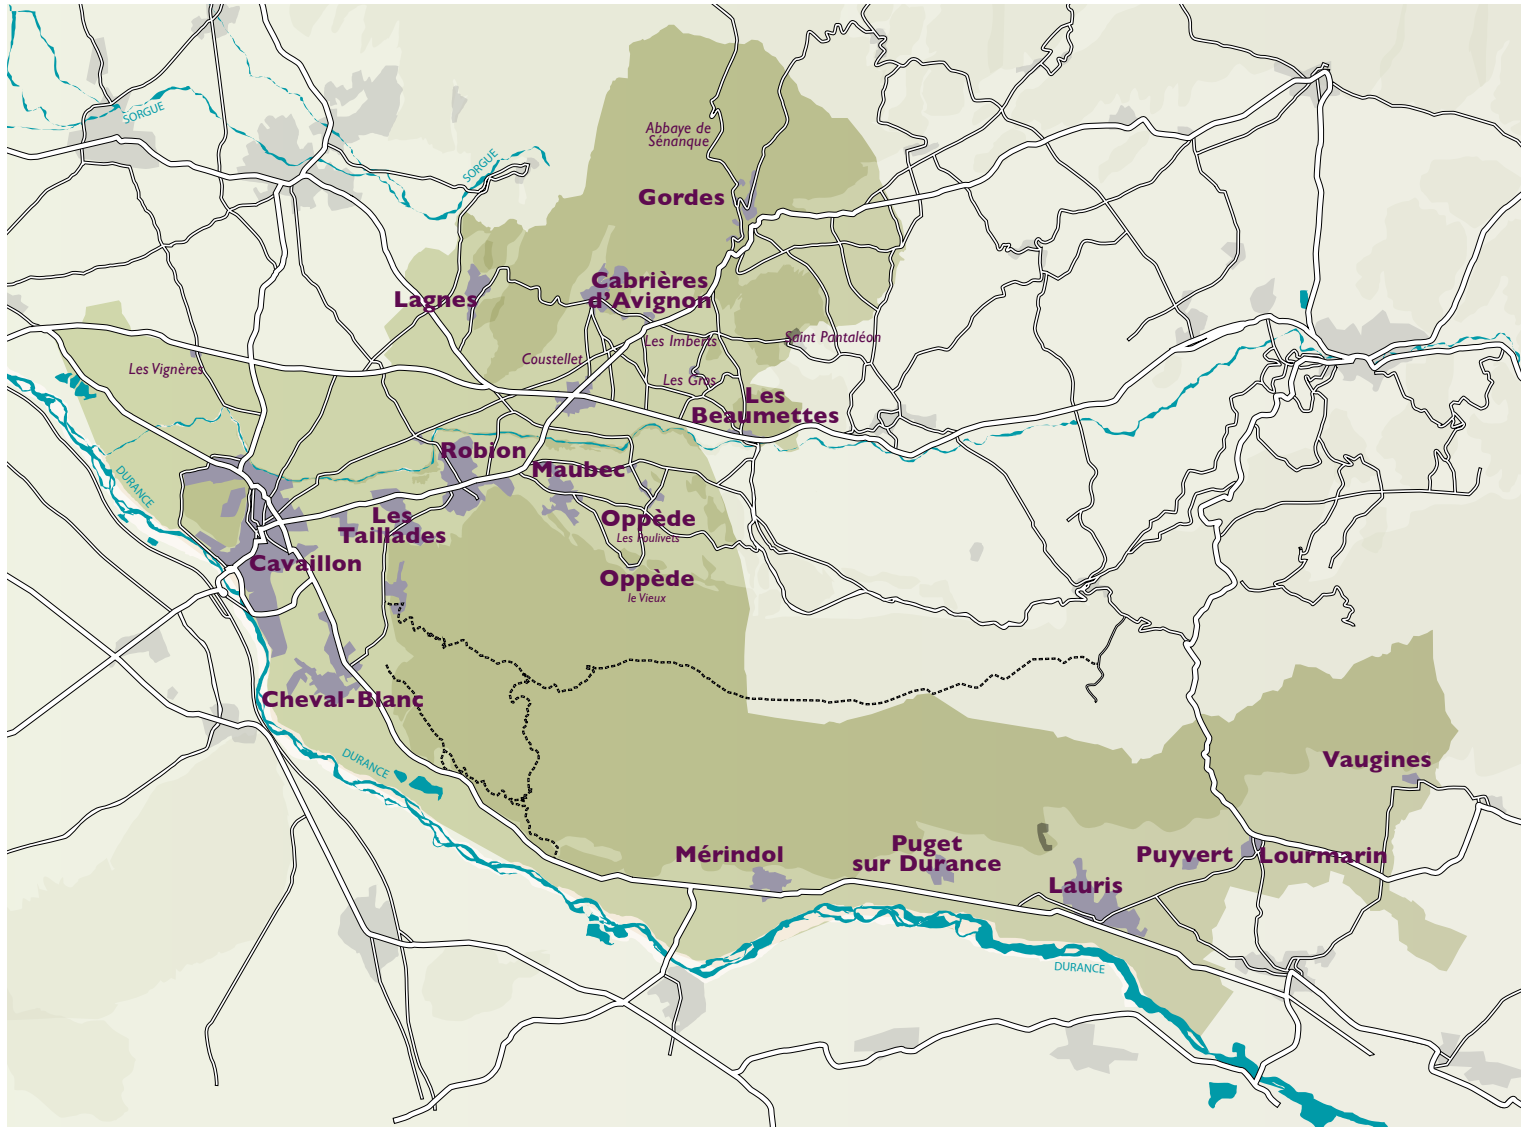 SORGUE
Abbaye de
Sénanque
SORGUE
Gordes
Cabrières
d'Avignon
Lagnes
Les Imberts
Saint Pantaléon
Coustellet
Les Vignères
Les Gros
Les
Beaumettes
Robion
Maubec
DURANCE
Les
Taillades
Oppède
Les Poulivets
Cavaillon
Oppède
le Vieux
Cheval-Blanc
DURANCE
Vaugines
Mérindol
Puget
sur Durance
Puyvert
Lourmarin
Lauris
DURANCE